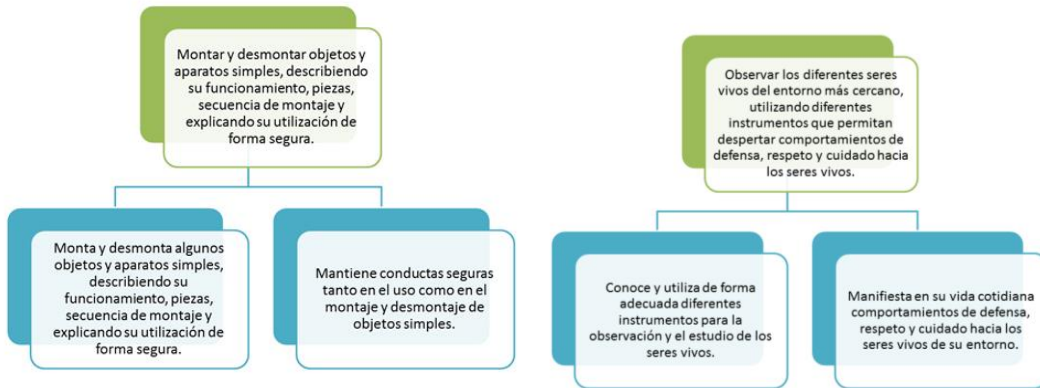 Montar y desmontar objetos y
aparatos simples, describiendo
su funcionamiento, piezas,
secuencia de montaje y
explicando su utilización de
forma segura.
Monta y desmonta algunos
objetos y aparatos simples,
describiendo su
funcionamiento, piezas,
secuencia de montaje y
explicando su utilización de
forma segura.
Mantiene conductas seguras
tanto en el uso como en el
montaje y desmontaje de
objetos simples.
Observar los diferentes seres
vivos del entorno más cercano,
utilizando diferentes
instrumentos que permitan
despertar comportamientos de
defensa, respeto y cuidado hacia
los seres vivos.
Conoce y utiliza de forma
adecuada diferentes
instrumentos para la
observación y el estudio de los
seres vivos.
Manifiesta en su vida cotidiana
comportamientos de defensa,
respeto y cuidado hacia los
seres vivos de su entorno.